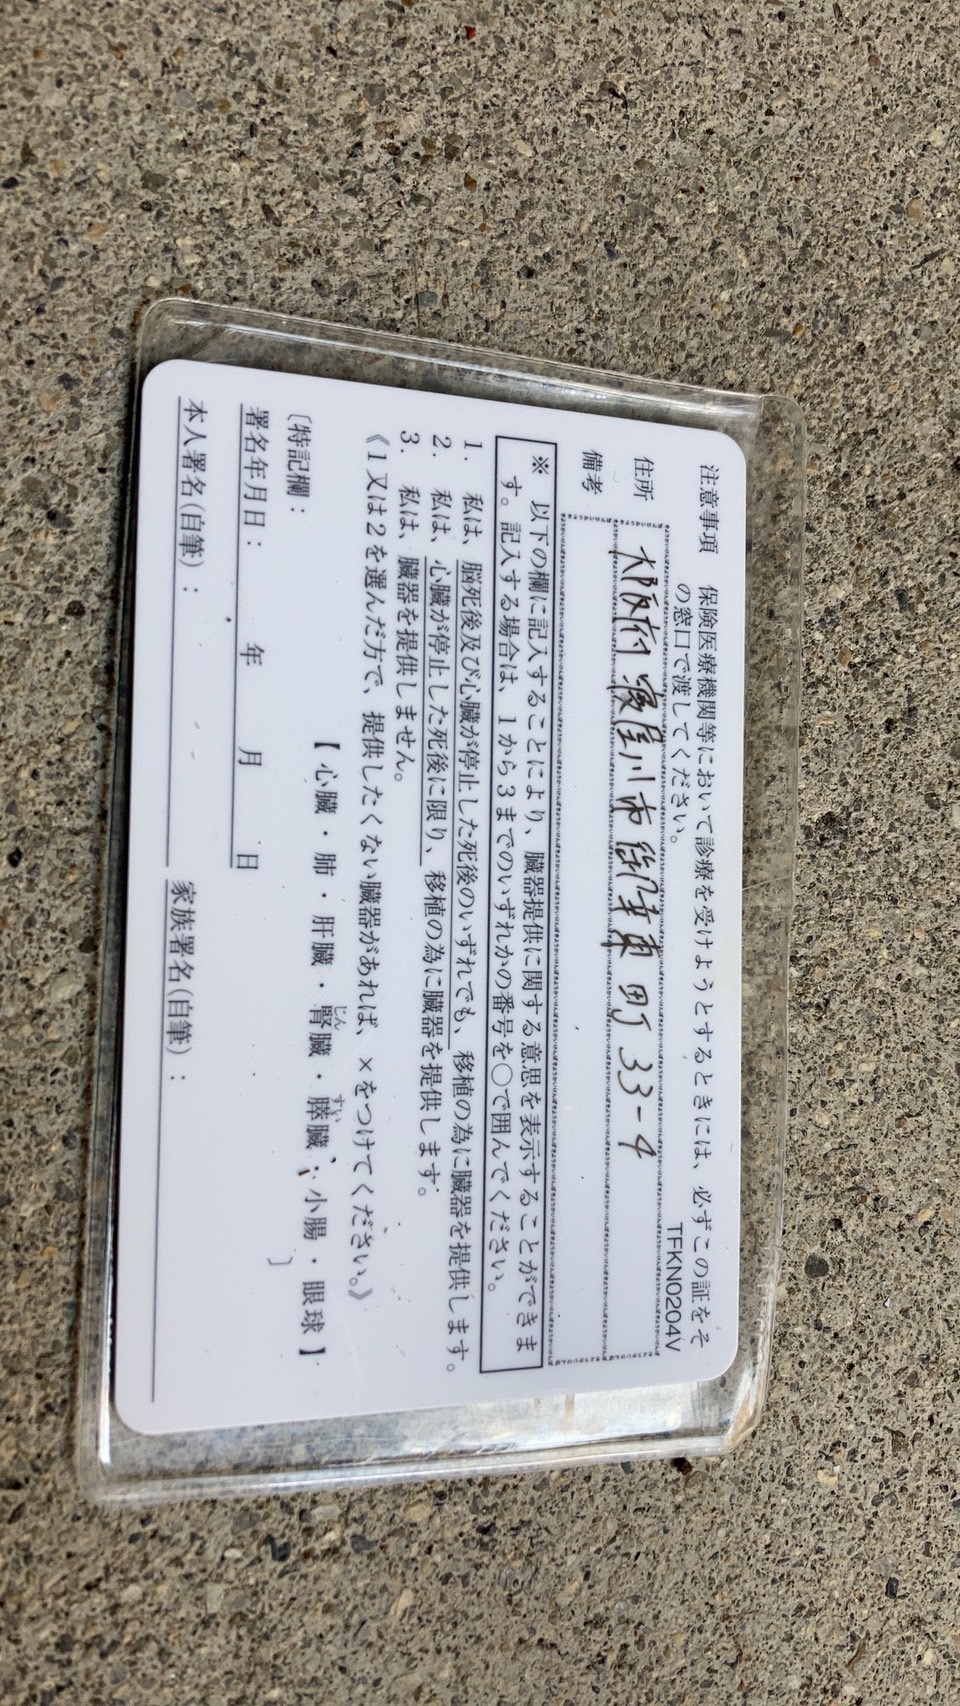 注意事項　保険医療機関等において診療を受けようとするときには、必ずこの証をそ
の窓口で渡してください。
TFKN0204V
住所　大阪府寝屋川市 東町33-4
備考
※　以下の欄に記入することにより、臓器提供に関する意思を表示することができま
す。記入する場合は、1から3までのいずれかの番号を○で囲んでください。
1.　私は、脳死後及び心臓が停止した死後のいずれでも、移植の為に臓器を提供します。
2.　私は、心臓が停止した死後に限り、移植の為に臓器を提供します。
3.　私は、臓器を提供しません。
《1又は2を選んだ方で、提供したくない臓器があれば、×をつけてください。》
【心臓・肺・肝臓・腎臓・膵臓・小腸・眼球】
〔特記欄：　〕
署名年月日：　年　月　日
本人署名(自筆)：　家族署名(自筆)：